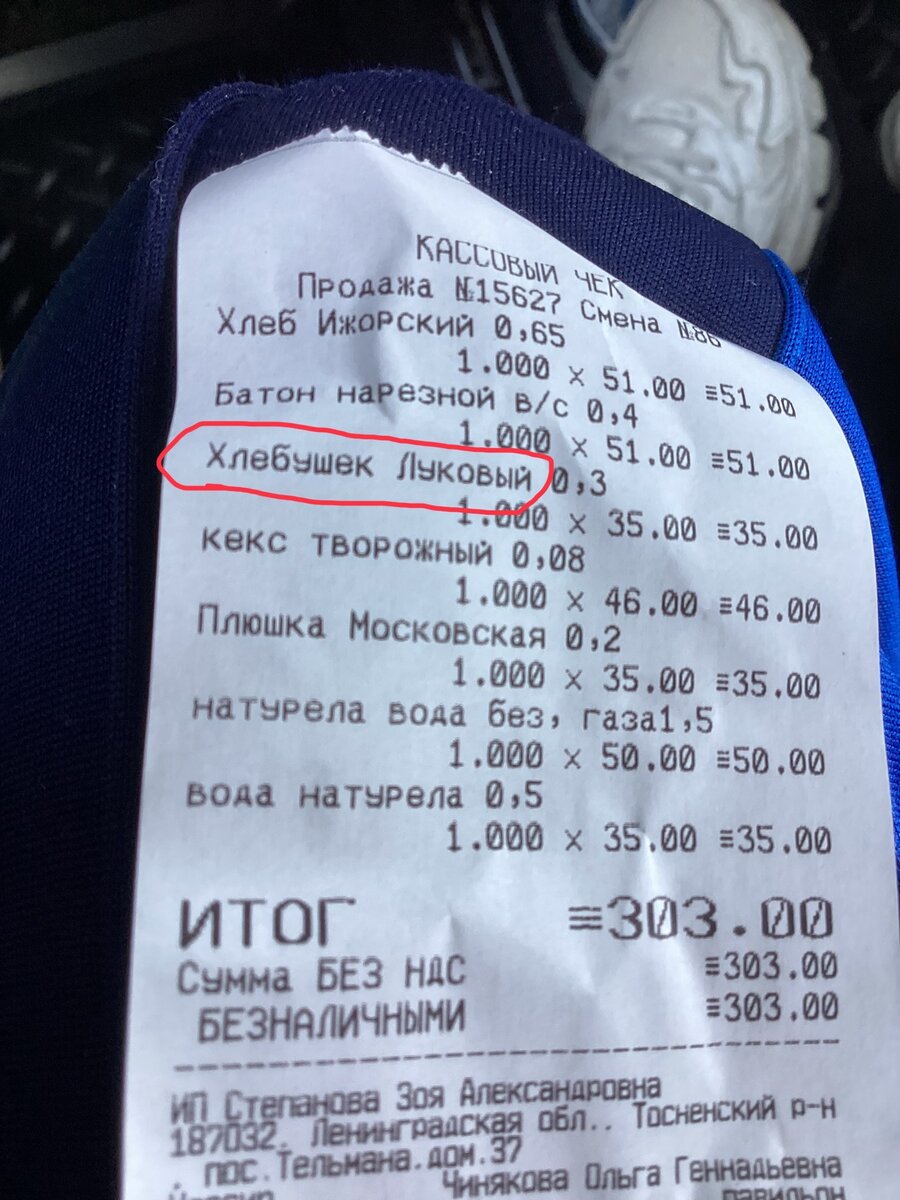 КАССОВЫЙ ЧЕК
Продажа №15627 Смена №86
Хлеб Ижорский 0,65
1.000 x 51.00 ≡51.00
Батон нарезной в/с 0,4
1.000 x 51.00 ≡51.00
Хлебушек Луковый 0,3
1.000 x 35.00 ≡35.00
кекс творожный 0,08
1.000 x 46.00 ≡46.00
Плюшка Московская 0,2
1.000 x 35.00 ≡35.00
натурела вода без, газа1,5
1.000 x 50.00 ≡50.00
вода натурела 0,5
1.000 x 35.00 ≡35.00
ИТОГ ≡303.00
Сумма БЕЗ НДС ≡303.00
БЕЗНАЛИЧНЫМИ ≡303.00
ИП Степанова Зоя Александровна
187032. Ленинградская обл.. Тосненский р-н
. пос.Тельмана.дом.37
Чинякова Ольга Геннадьевна